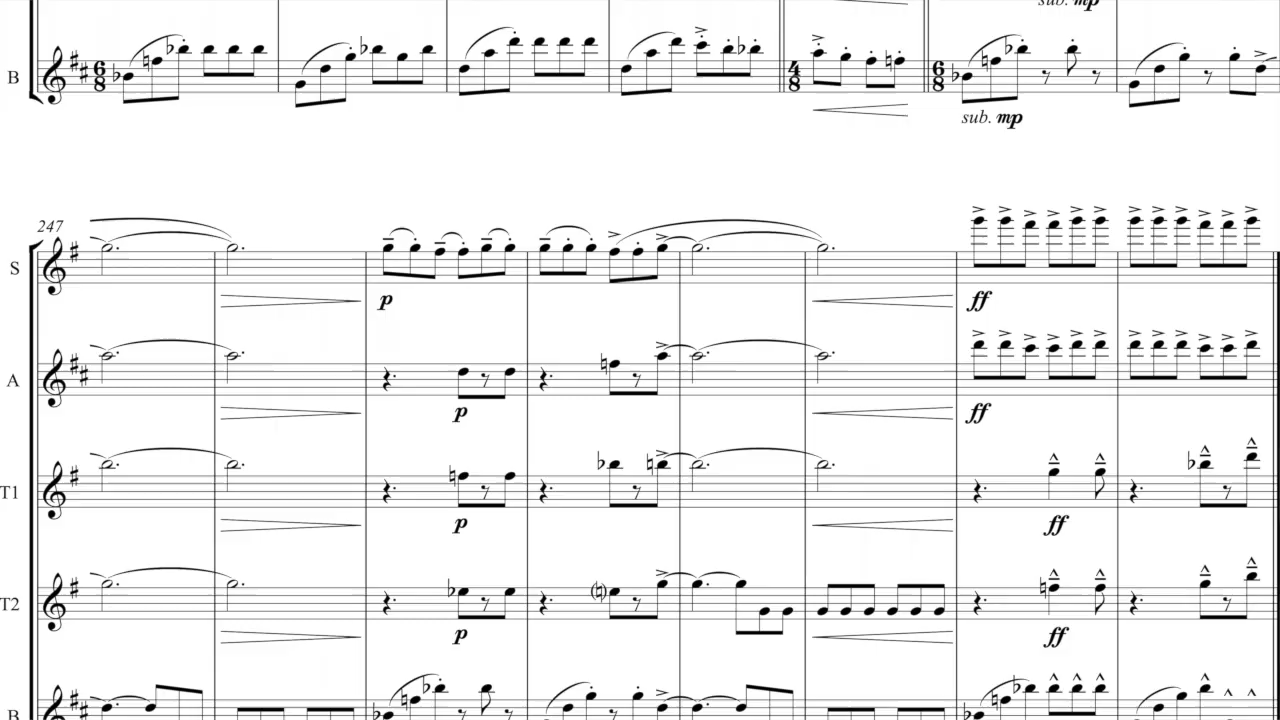 sub. mp
B 6 8 4 8 6 8
sub. mp
247
S
p ff
A
p ff
T1
p ff
T2
p ff
B